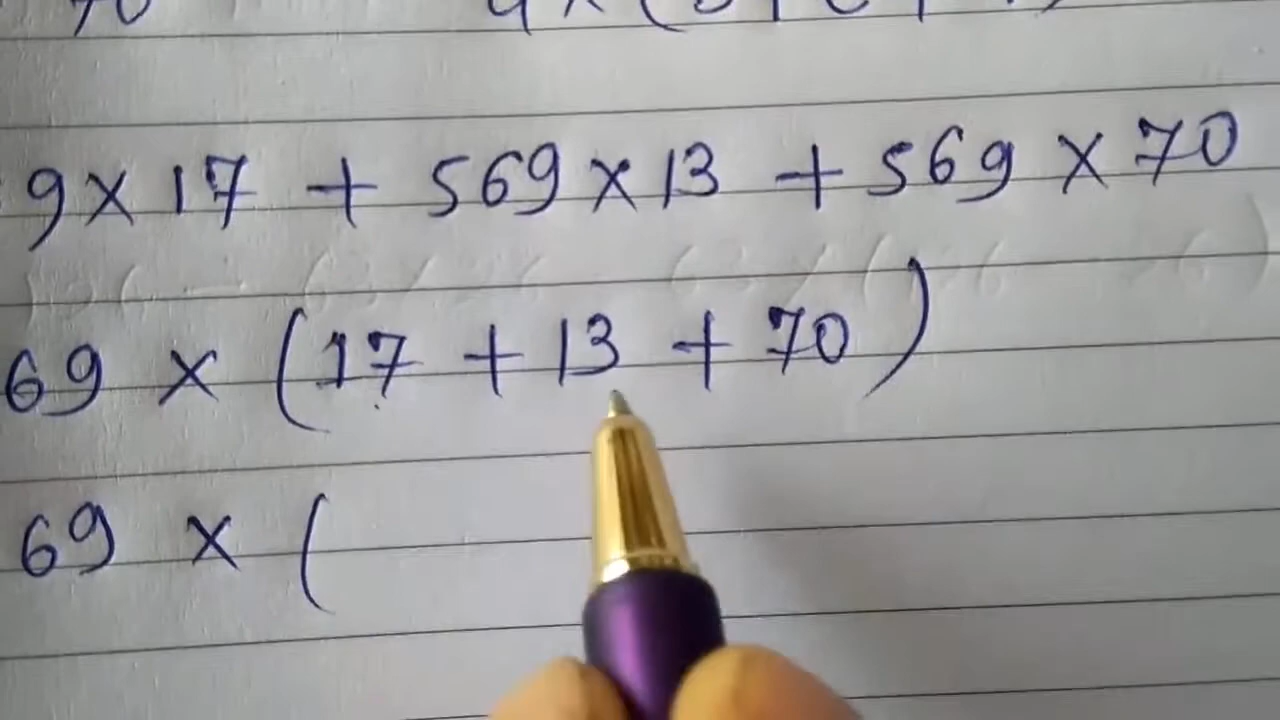 9 × 17 + 569 × 13 + 569 × 70
69 × (17 + 13 + 70)
69 × (